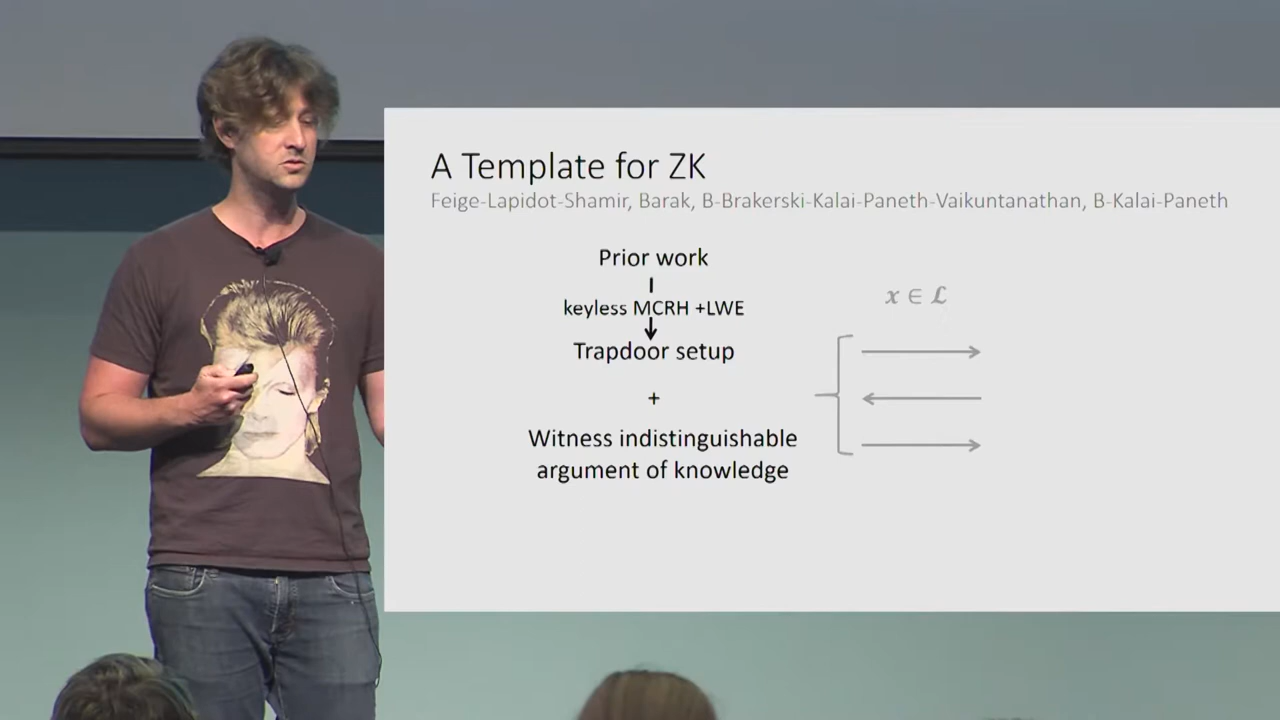 A Template for ZK
Feige-Lapidot-Shamir, Barak, B-Brakerski-Kalai-Paneth-Vaikuntanathan, B-Kalai-Paneth
Prior work
keyless MCRH +LWE
Trapdoor setup
+
Witness indistinguishable
argument of knowledge
x ∈ ℒ